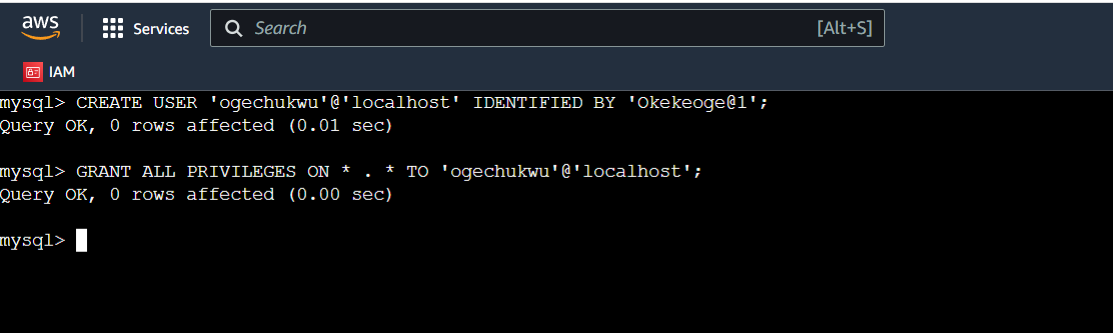 aws
Services
Search
[Alt+S]
IAM
mysql> CREATE USER 'ogechukwu'@'localhost' IDENTIFIED BY 'Okekeoge@1';
Query OK, 0 rows affected (0.01 sec)
mysql> GRANT ALL PRIVILEGES ON * . * TO 'ogechukwu'@'localhost';
Query OK, 0 rows affected (0.00 sec)
mysql>